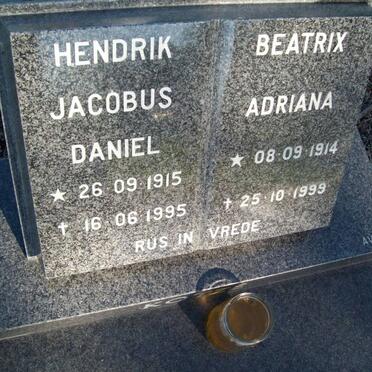 HENDRIK
JACOBUS
DANIEL
★ 26·09·1915
† 16·06·1995
BEATRIX
ADRIANA
★ 08·09·1914
† 25·10·1999
RUS IN VREDE